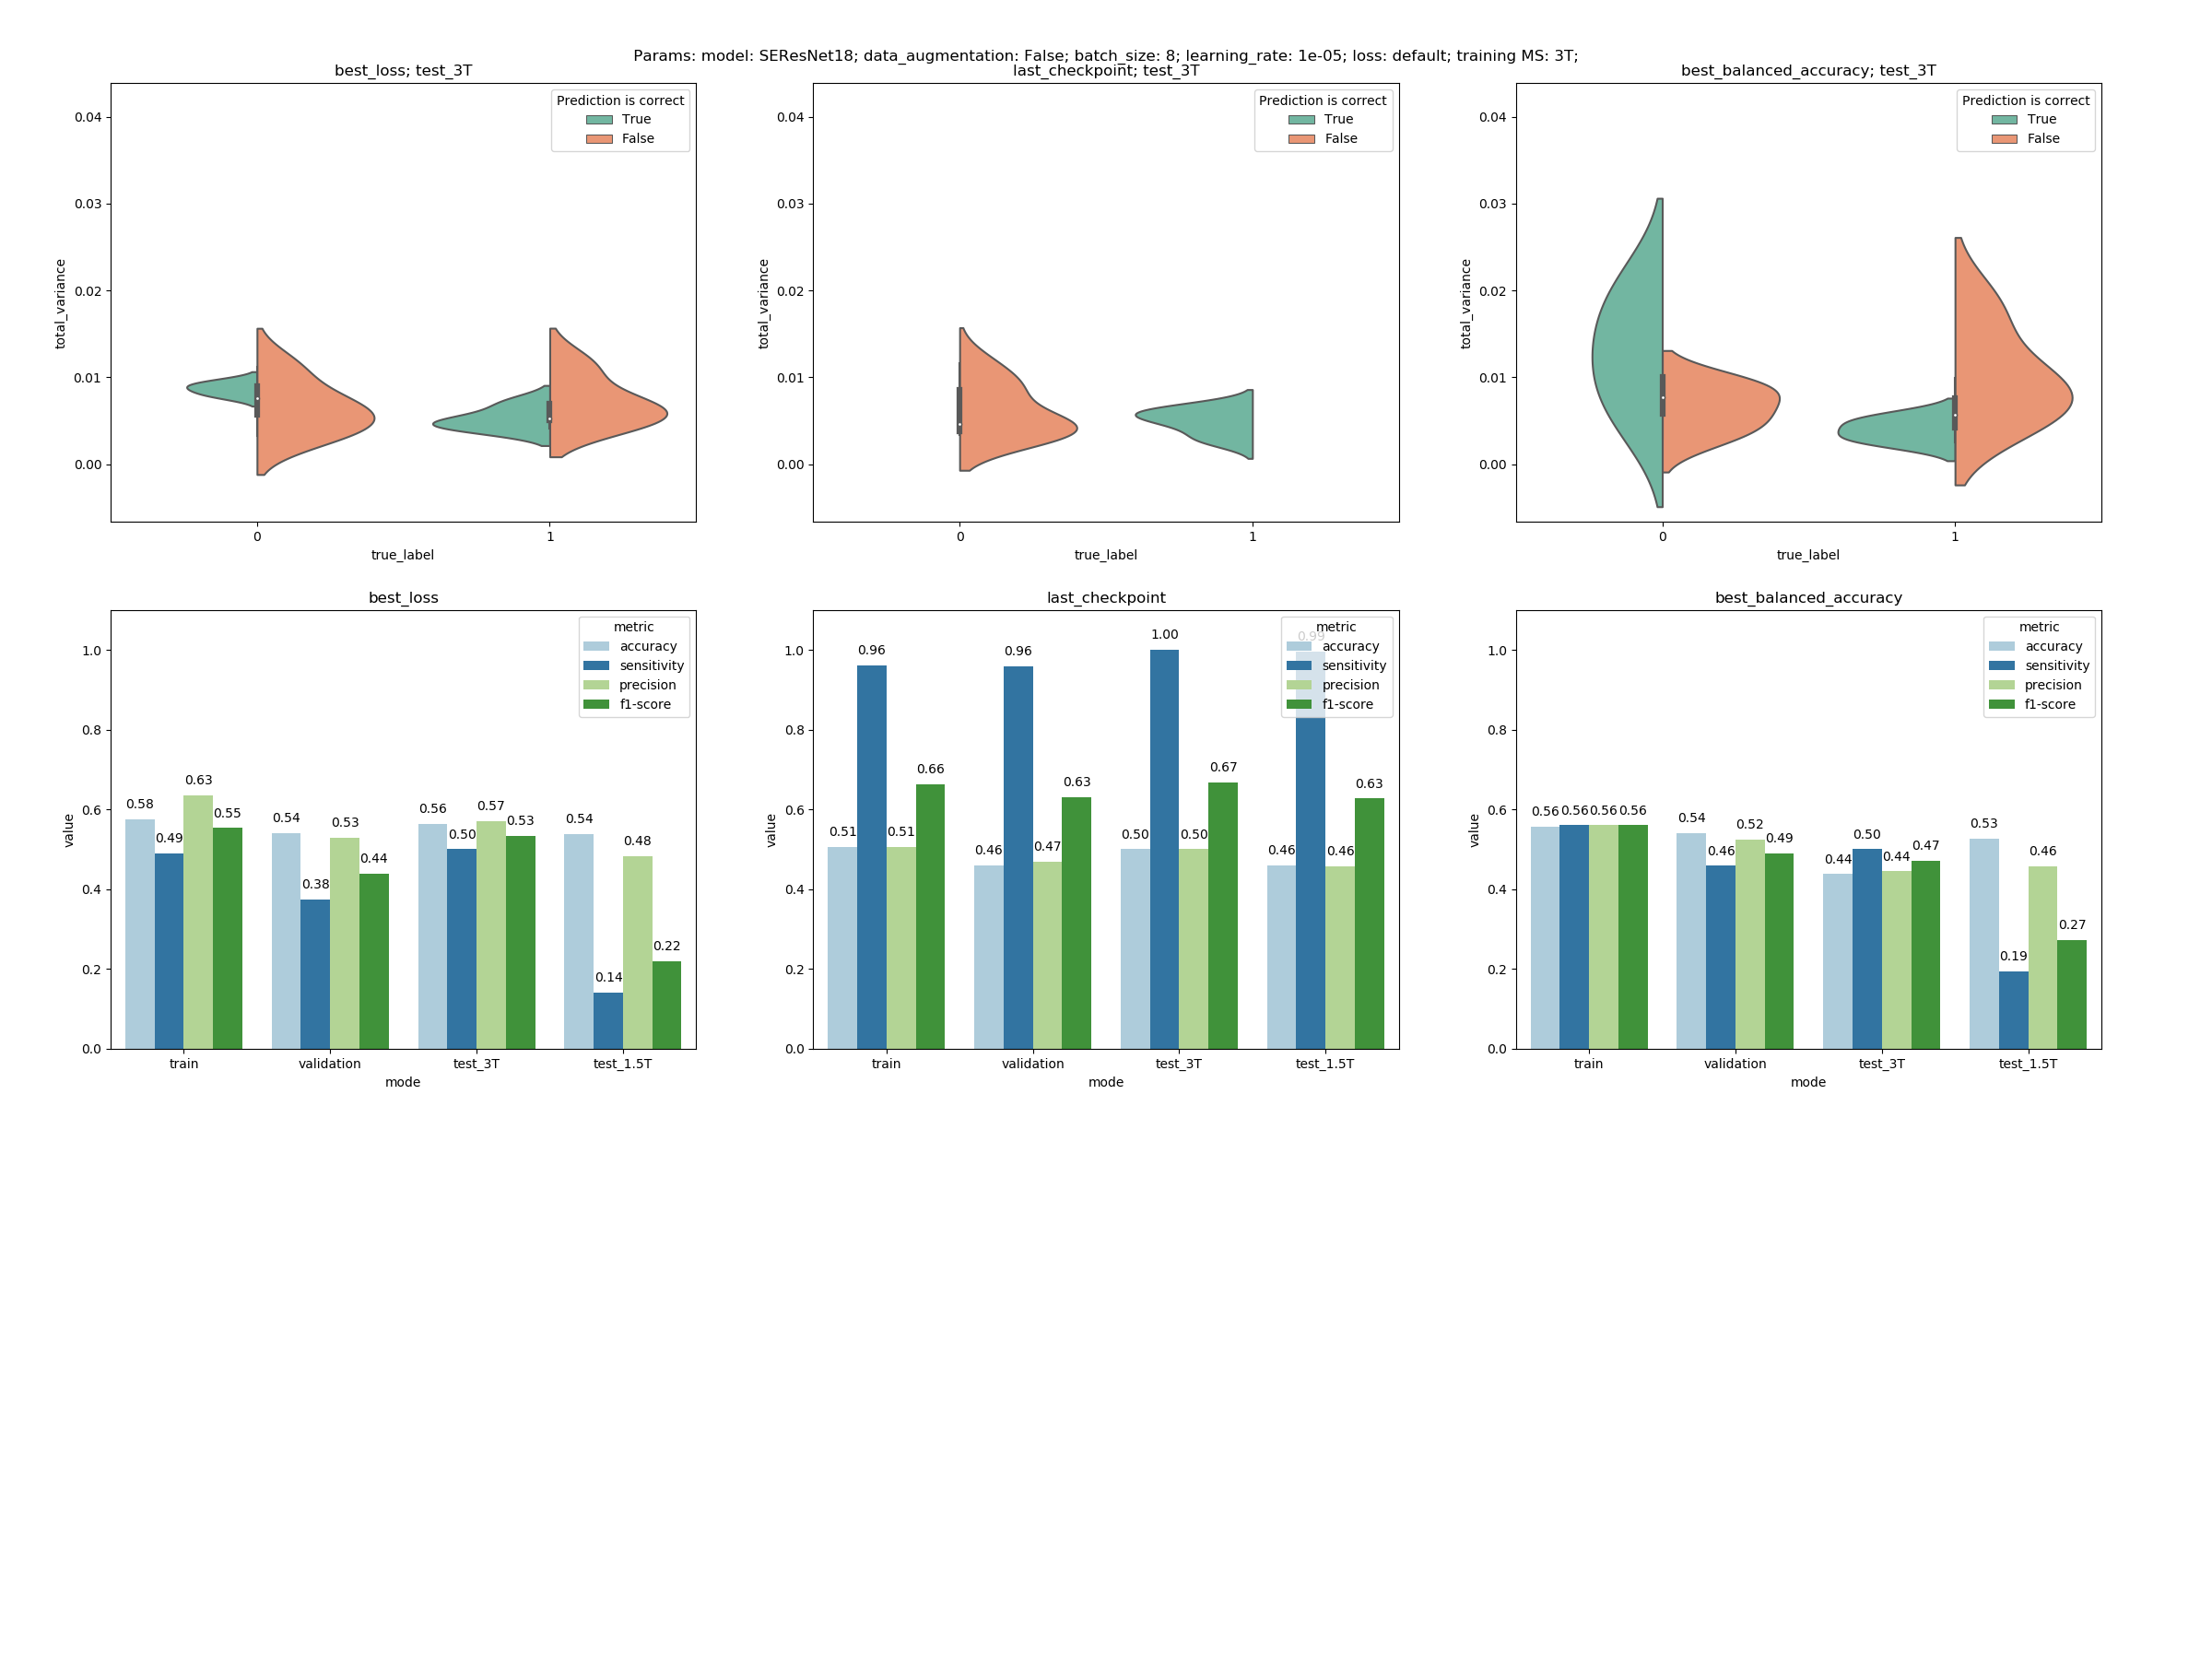 Params: model: SEResNet18; data_augmentation: False; batch_size: 8; learning_rate: 1e-05; loss: default; training MS: 3T;
best_loss; test_3T
Prediction is correct
True
False
0.04
0.03
0.02
0.01
0.00
total_variance
0 1
true_label
last_checkpoint; test_3T
Prediction is correct
True
False
0.04
0.03
0.02
0.01
0.00
total_variance
0 1
true_label
best_balanced_accuracy; test_3T
Prediction is correct
True
False
0.04
0.03
0.02
0.01
0.00
total_variance
0 1
true_label
best_loss
metric
accuracy
sensitivity
precision
f1-score
1.0
0.8
0.6
0.4
0.2
0.0
value
0.58 0.49 0.63 0.55
0.54 0.38 0.53 0.44
0.56 0.50 0.57 0.53
0.54 0.14 0.48 0.22
train validation test_3T test_1.5T
mode
last_checkpoint
metric
accuracy
sensitivity
precision
f1-score
1.0
0.8
0.6
0.4
0.2
0.0
value
0.51 0.96 0.51 0.66
0.46 0.96 0.47 0.63
0.50 1.00 0.50 0.67
0.46 0.99 0.46 0.63
train validation test_3T test_1.5T
mode
best_balanced_accuracy
metric
accuracy
sensitivity
precision
f1-score
1.0
0.8
0.6
0.4
0.2
0.0
value
0.56 0.56 0.56 0.56
0.54 0.46 0.52 0.49
0.44 0.50 0.44 0.47
0.53 0.19 0.46 0.27
train validation test_3T test_1.5T
mode